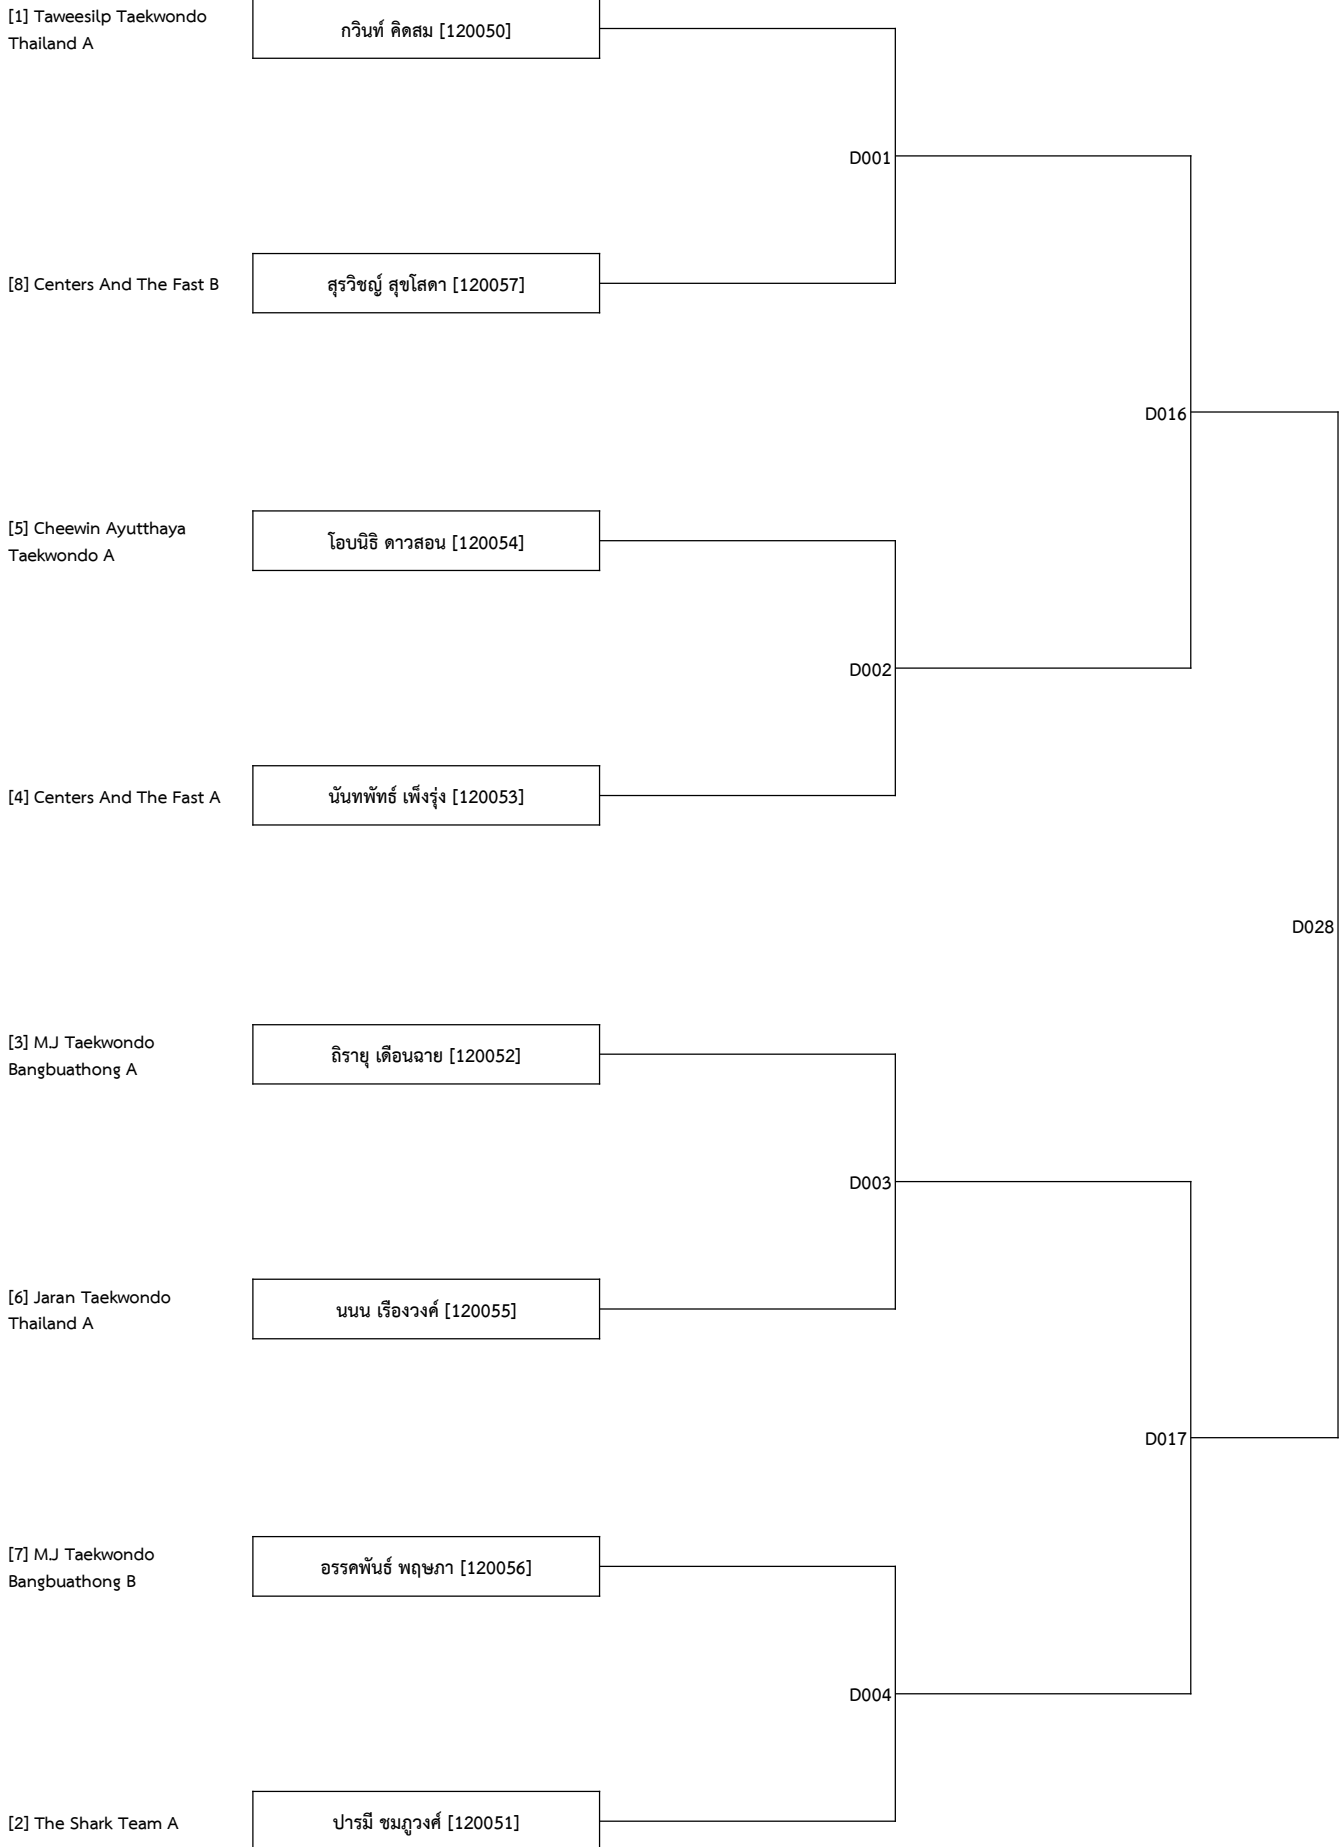 [1] Taweesilp Taekwondo
Thailand A
กวินท์ คิดสม [120050]
D001
[8] Centers And The Fast B
สุรวิชญ์ สุขโสดา [120057]
D016
[5] Cheewin Ayutthaya
Taekwondo A
โอบนิธิ ดาวสอน [120054]
D002
[4] Centers And The Fast A
นันทพัทธ์ เพ็งรุ่ง [120053]
D028
[3] M.J Taekwondo
Bangbuathong A
ถิรายุ เดือนฉาย [120052]
D003
[6] Jaran Taekwondo
Thailand A
นนน เรืองวงค์ [120055]
D017
[7] M.J Taekwondo
Bangbuathong B
อรรคพันธ์ พฤษภา [120056]
D004
[2] The Shark Team A
ปารมี ชมภูวงศ์ [120051]